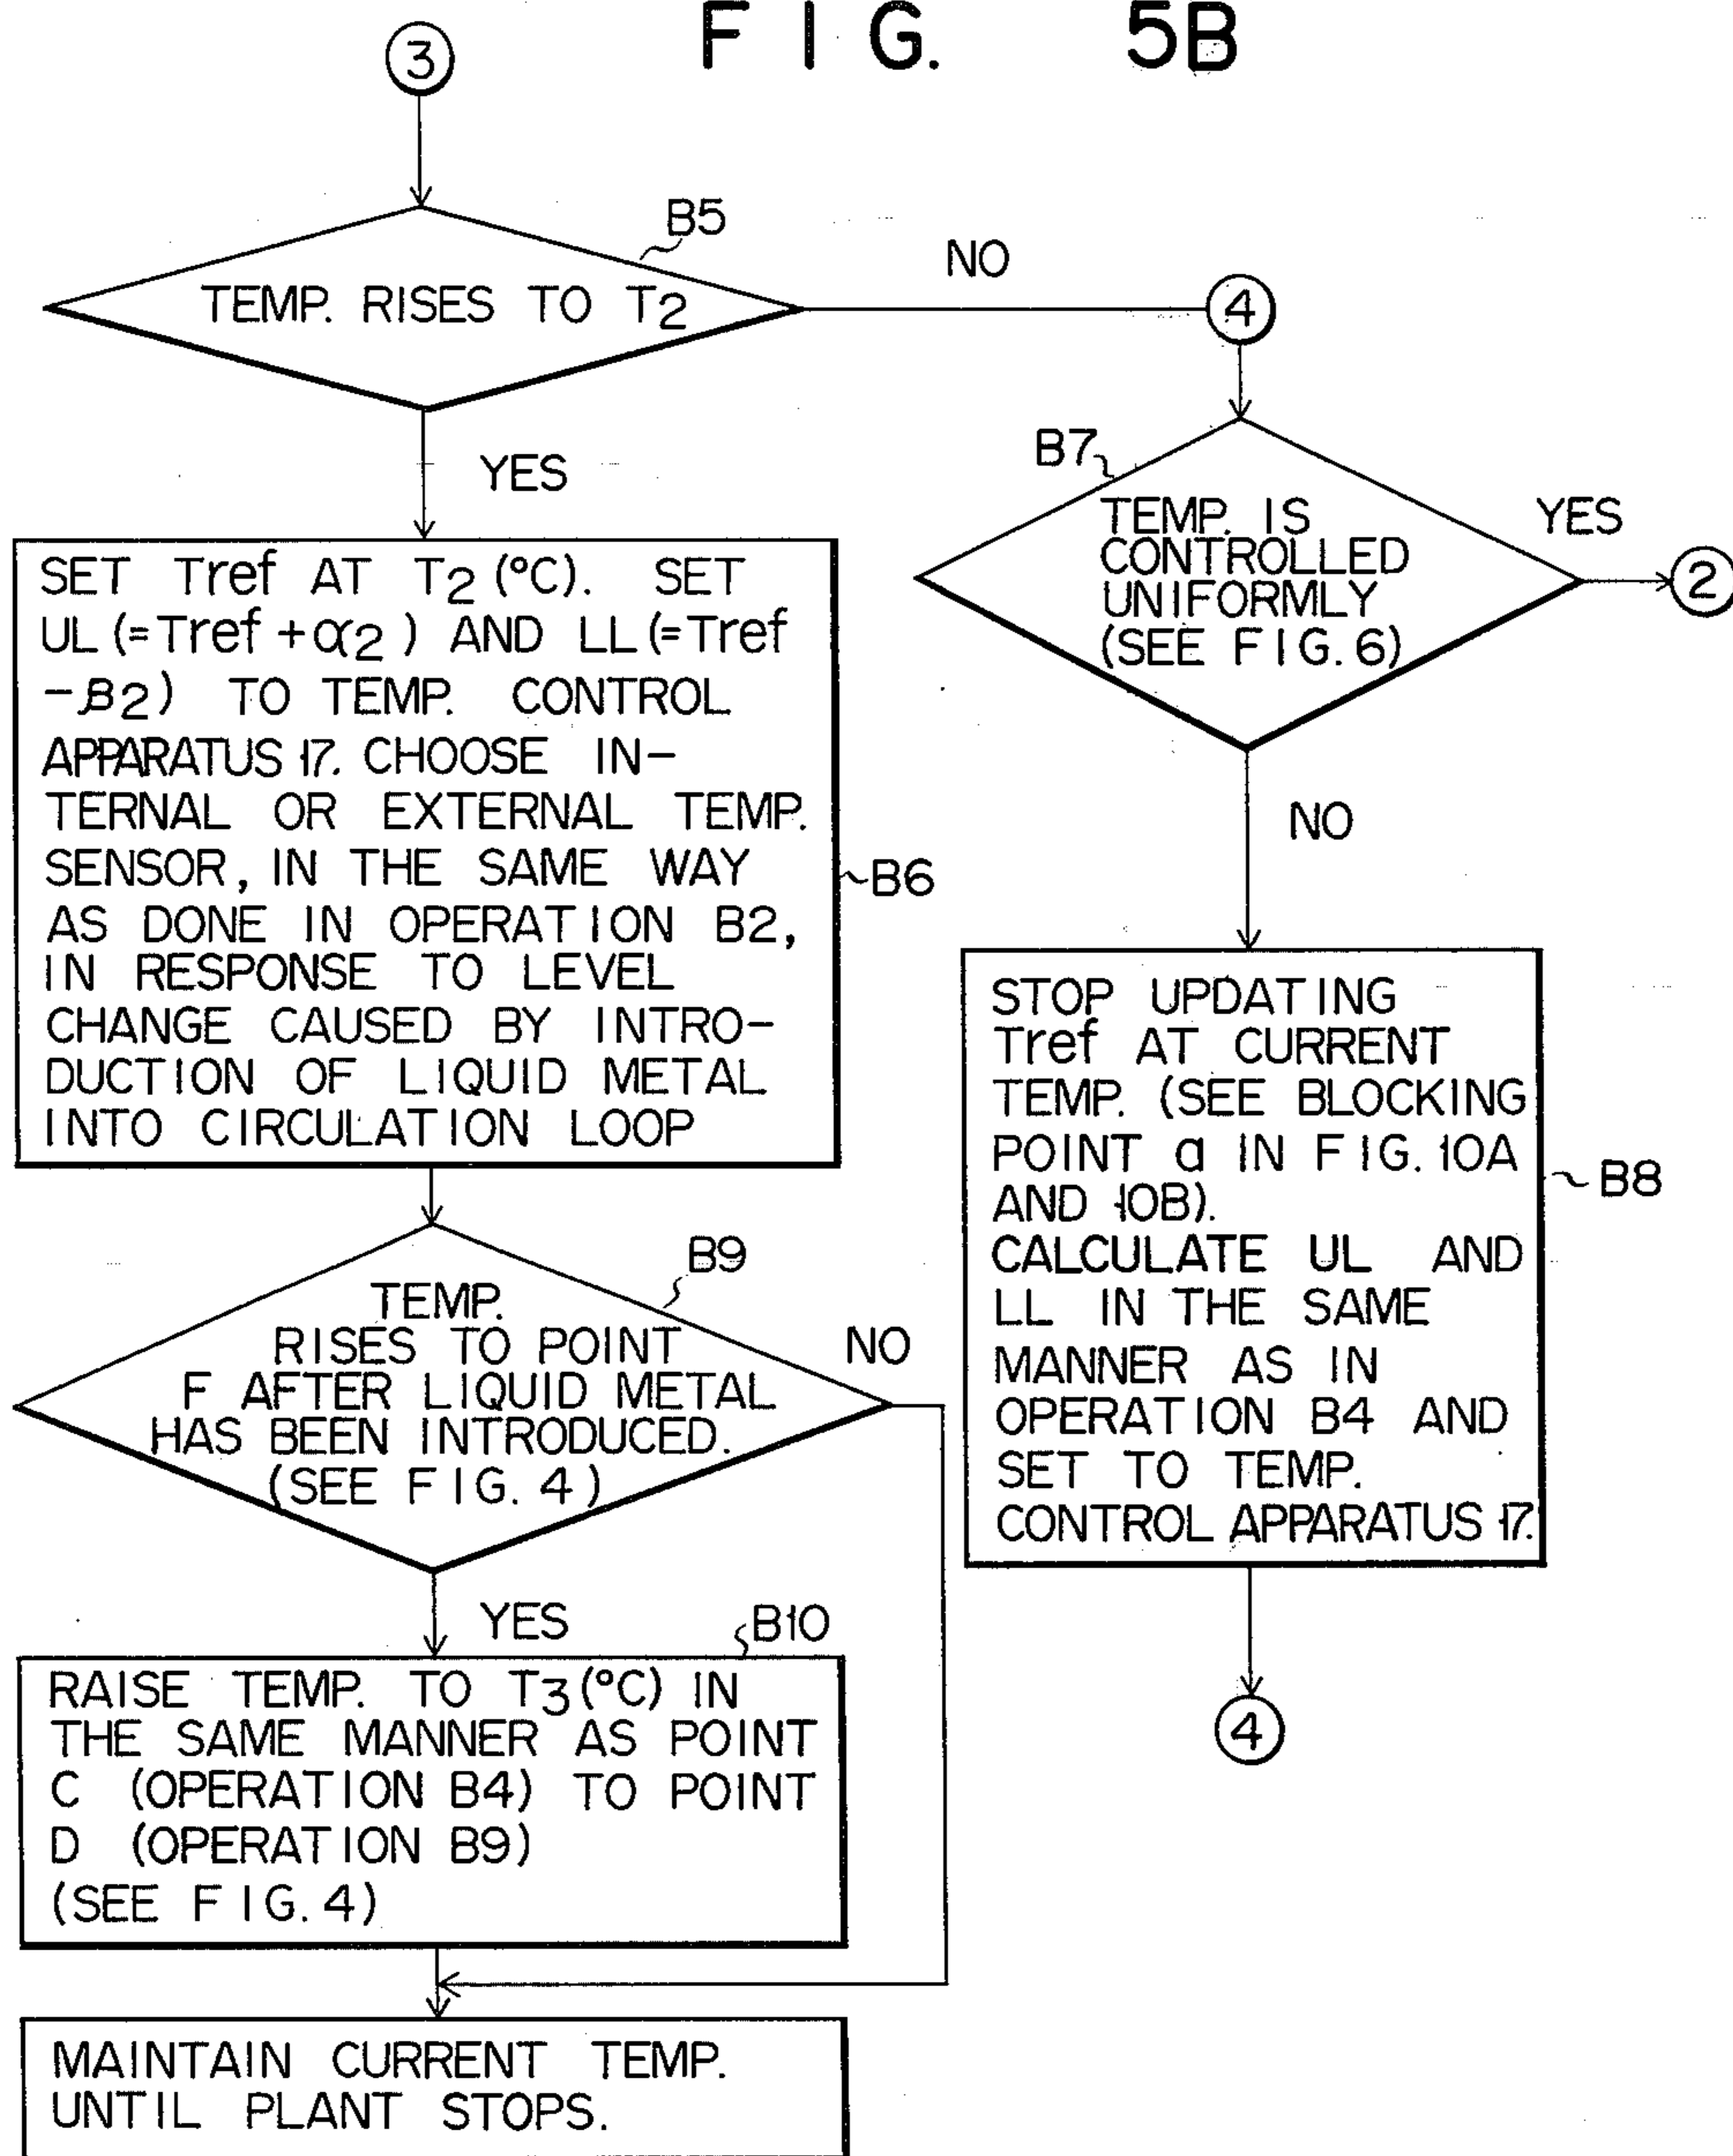 FIG. 5B
3
B5
TEMP. RISES TO T2
NO
4
YES
SET Tref AT T2 (°C). SET
UL (=Tref +α2) AND LL (=Tref
-β2) TO TEMP. CONTROL
APPARATUS 17. CHOOSE IN-
TERNAL OR EXTERNAL TEMP.
SENSOR, IN THE SAME WAY
AS DONE IN OPERATION B2,
IN RESPONSE TO LEVEL
CHANGE CAUSED BY INTRO-
DUCTION OF LIQUID METAL
INTO CIRCULATION LOOP
B6
B7
TEMP. IS
CONTROLLED
UNIFORMLY
(SEE FIG. 6)
YES
2
NO
STOP UPDATING
Tref AT CURRENT
TEMP. (SEE BLOCKING
POINT a IN FIG. 10A
AND 10B).
CALCULATE UL AND
LL IN THE SAME
MANNER AS IN
OPERATION B4 AND
SET TO TEMP.
CONTROL APPARATUS 17.
B8
4
B9
TEMP.
RISES TO POINT
F AFTER LIQUID METAL
HAS BEEN INTRODUCED.
(SEE FIG. 4)
NO
YES
B10
RAISE TEMP. TO T3 (°C) IN
THE SAME MANNER AS POINT
C (OPERATION B4) TO POINT
D (OPERATION B9)
(SEE FIG. 4)
MAINTAIN CURRENT TEMP.
UNTIL PLANT STOPS.